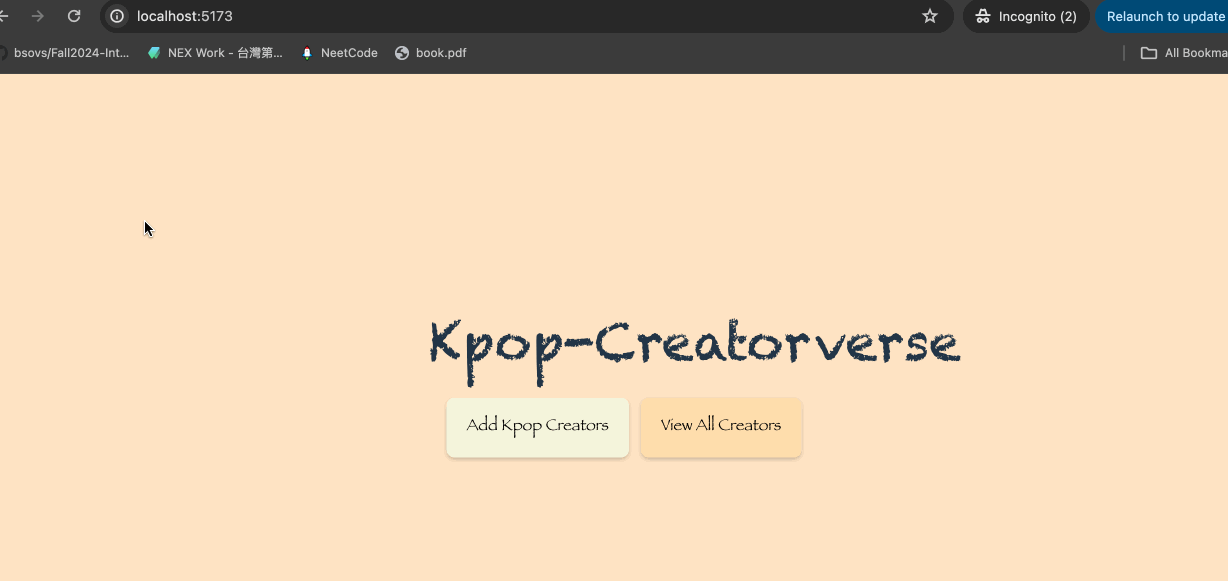 localhost:5173
Incognito (2)
Relaunch to update
bsovs/Fall2024-Int...
NEX Work - 台灣第...
NeetCode
book.pdf
All Bookma
Kpop-Creatorverse
Add Kpop Creators
View All Creators